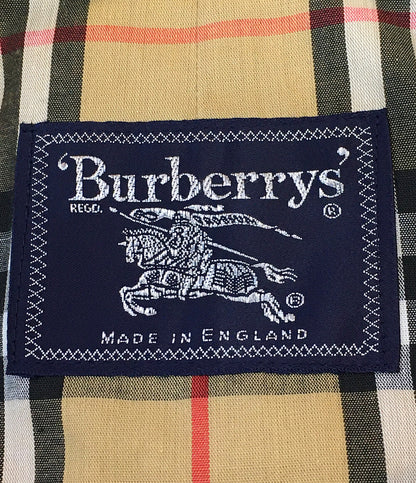 'Burberrys'
REGD. ®
®
MADE IN ENGLAND